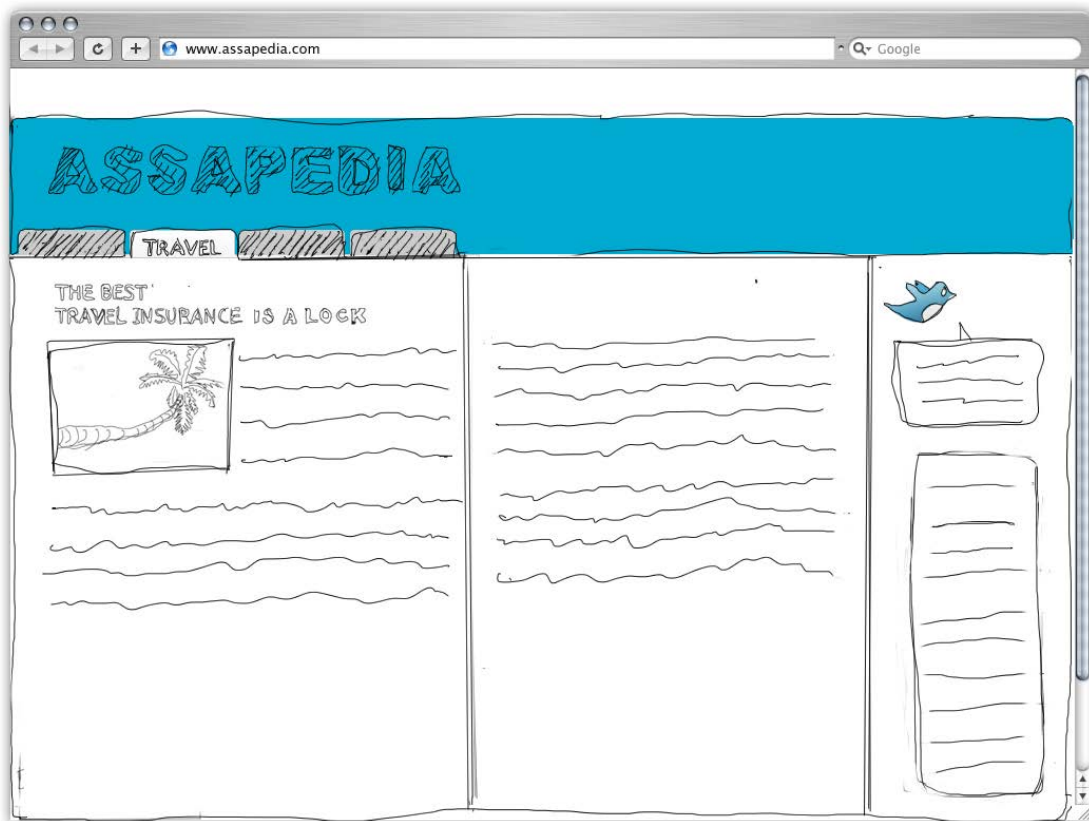 www.assapedia.com
Google
ASSAPEDIA
TRAVEL
THE BEST
TRAVEL INSURANCE IS A LOCK